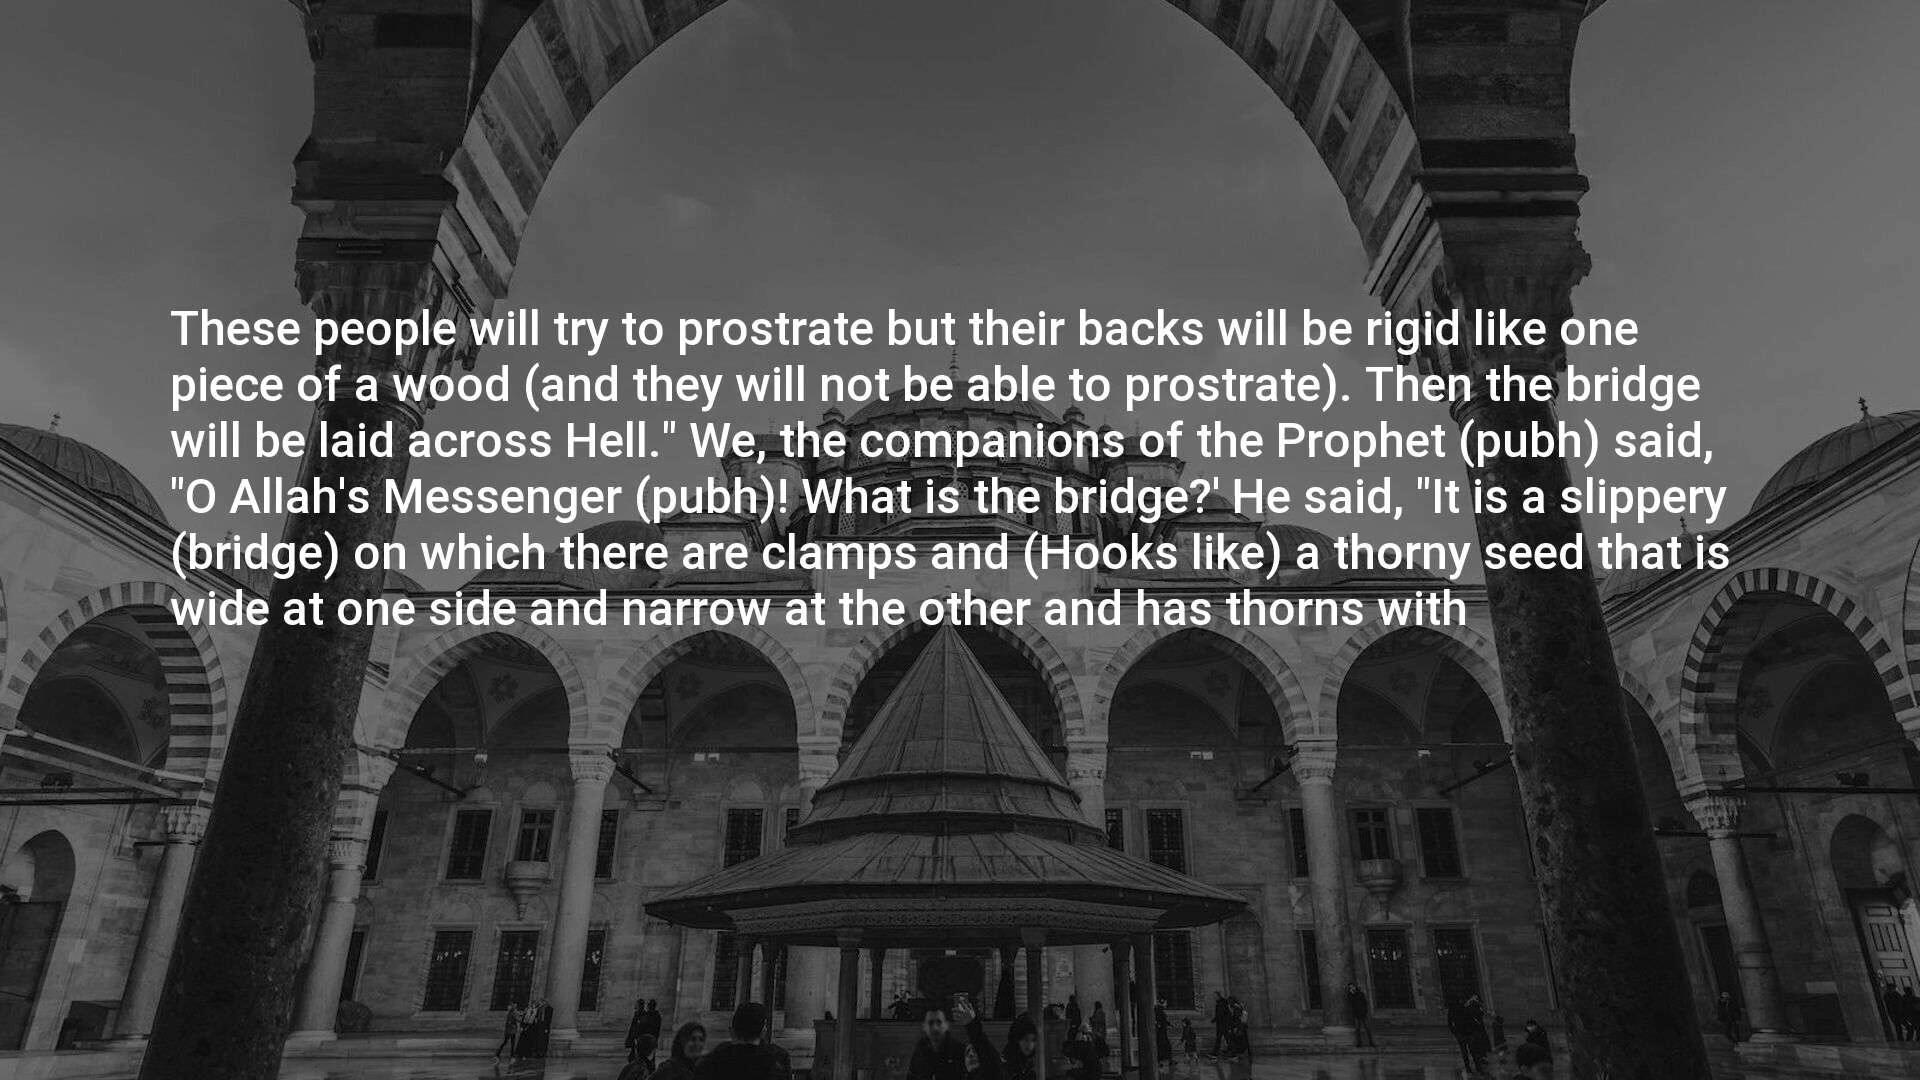 These people will try to prostrate but their backs will be rigid like one
piece of a wood (and they will not be able to prostrate). Then the bridge
will be laid across Hell." We, the companions of the Prophet (pubh) said,
"O Allah's Messenger (pubh)! What is the bridge?' He said, "It is a slippery
(bridge) on which there are clamps and (Hooks like) a thorny seed that is
wide at one side and narrow at the other and has thorns with